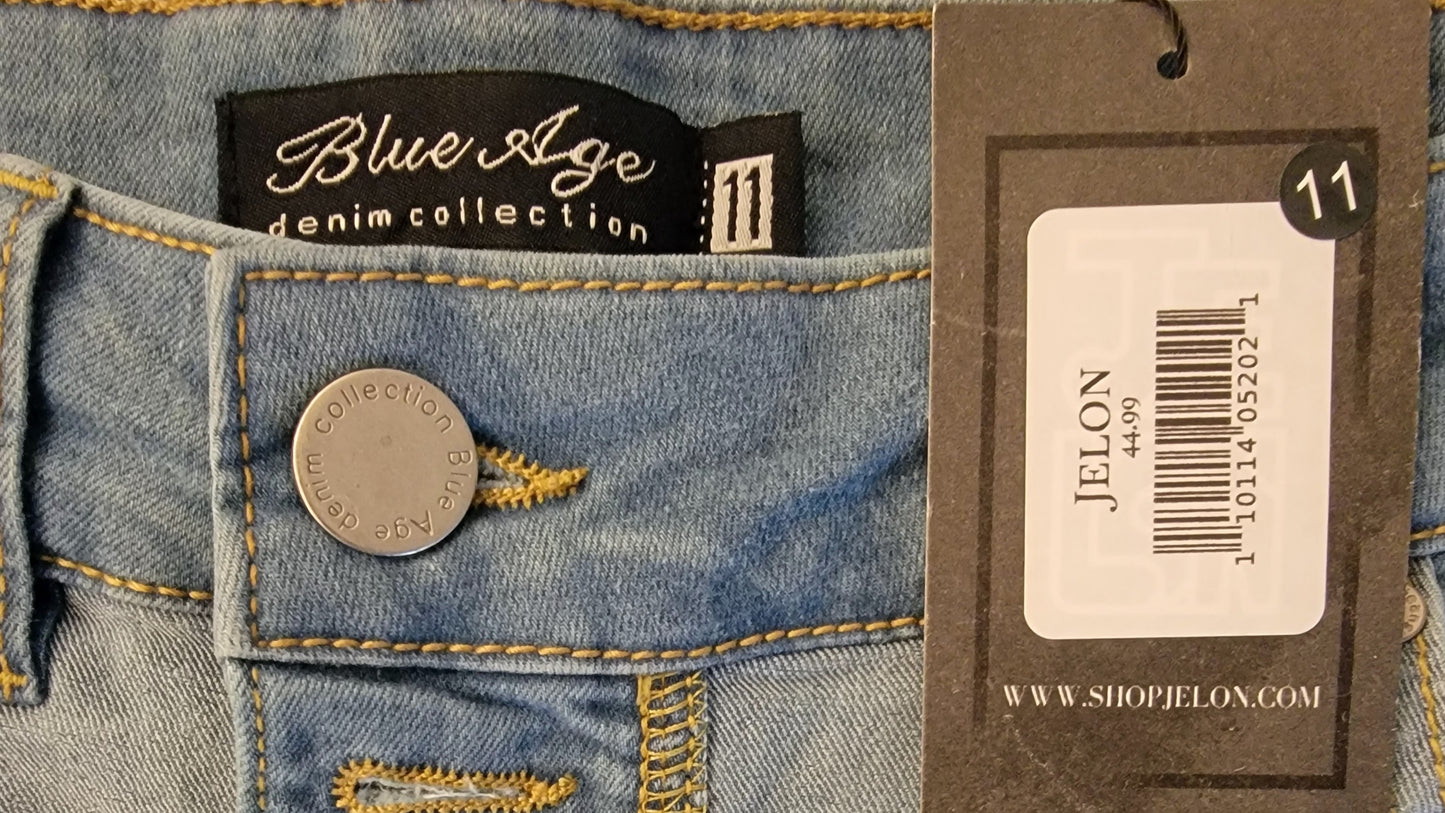 Blue Age
denim collection
11
collection Blue Age denim
11
JELON
44.99
1 10114 05202 1
WWW.SHOPJELON.COM